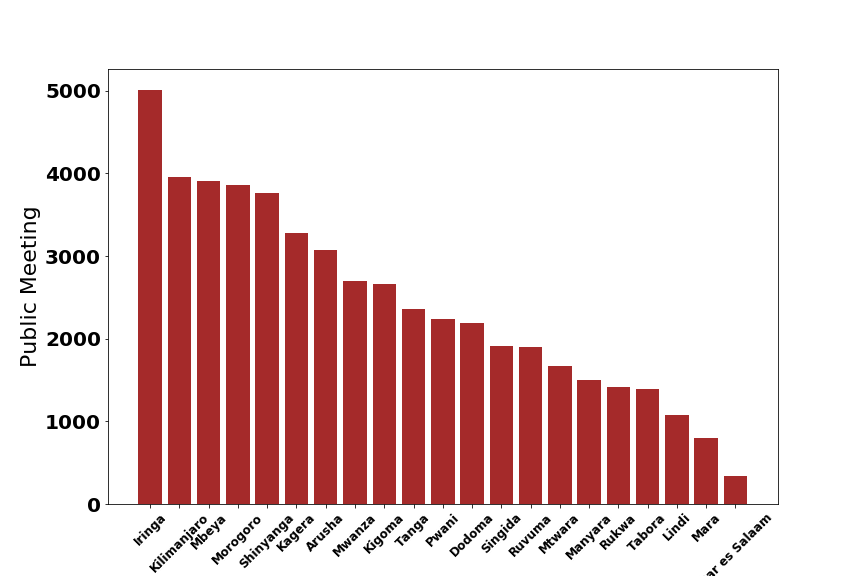 Public Meeting
5000
4000
3000
2000
1000
0
Iringa
Kilimanjaro
Mbeya
Morogoro
Shinyanga
Kagera
Arusha
Mwanza
Kigoma
Tanga
Pwani
Dodoma
Singida
Ruvuma
Mtwara
Manyara
Rukwa
Tabora
Lindi
Mara
ar es Salaam